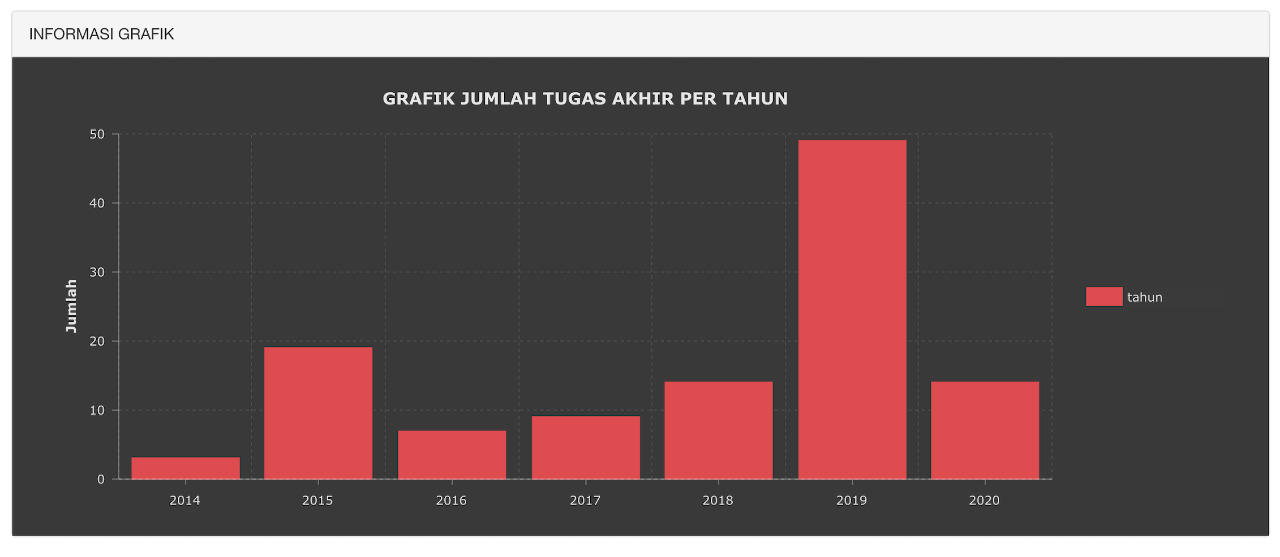 INFORMASI GRAFIK
GRAFIK JUMLAH TUGAS AKHIR PER TAHUN
50
40
30
20
10
0
Jumlah
2014 2015 2016 2017 2018 2019 2020
tahun